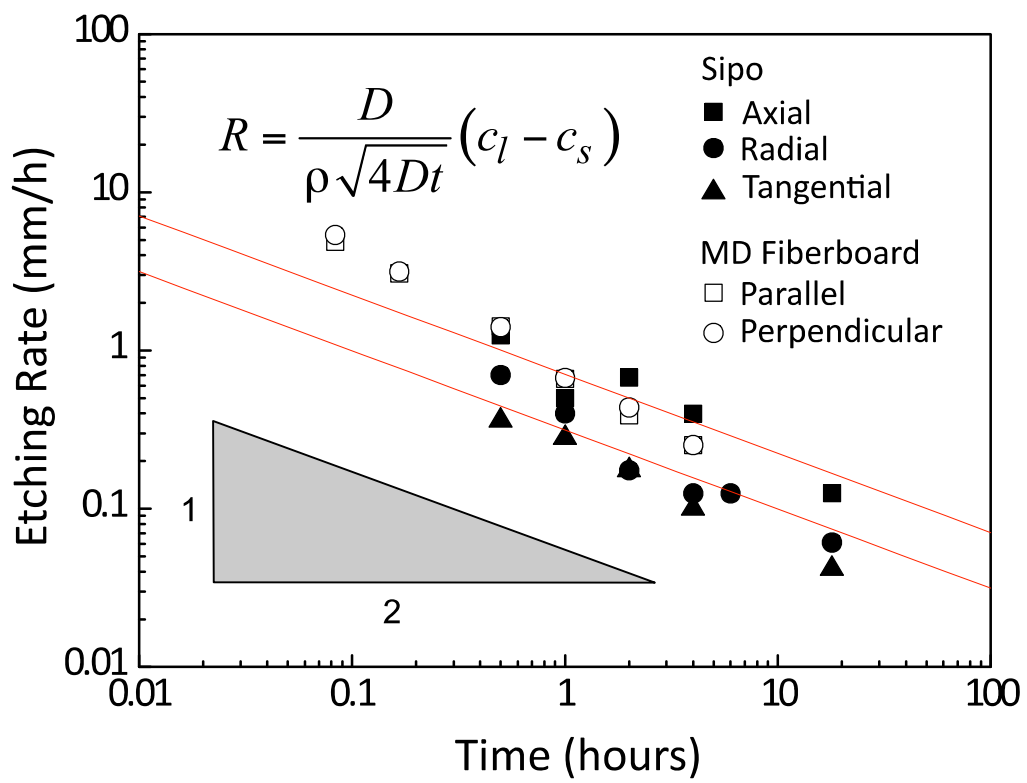 100
10
1
0.1
0.01
Etching Rate (mm/h)
R = D / ρ√4Dt (c_l − c_s)
Sipo
Axial
Radial
Tangential
MD Fiberboard
Parallel
Perpendicular
1
2
0.01 0.1 1 10 100
Time (hours)